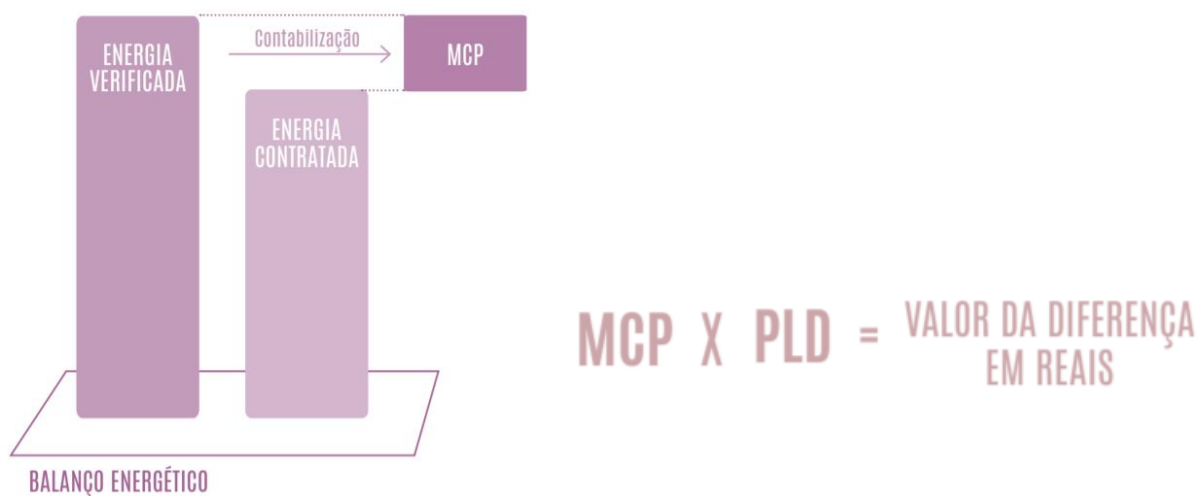 ENERGIA
VERIFICADA
Contabilização
MCP
ENERGIA
CONTRATADA
MCP X PLD = VALOR DA DIFERENÇA
EM REAIS
BALANÇO ENERGÉTICO